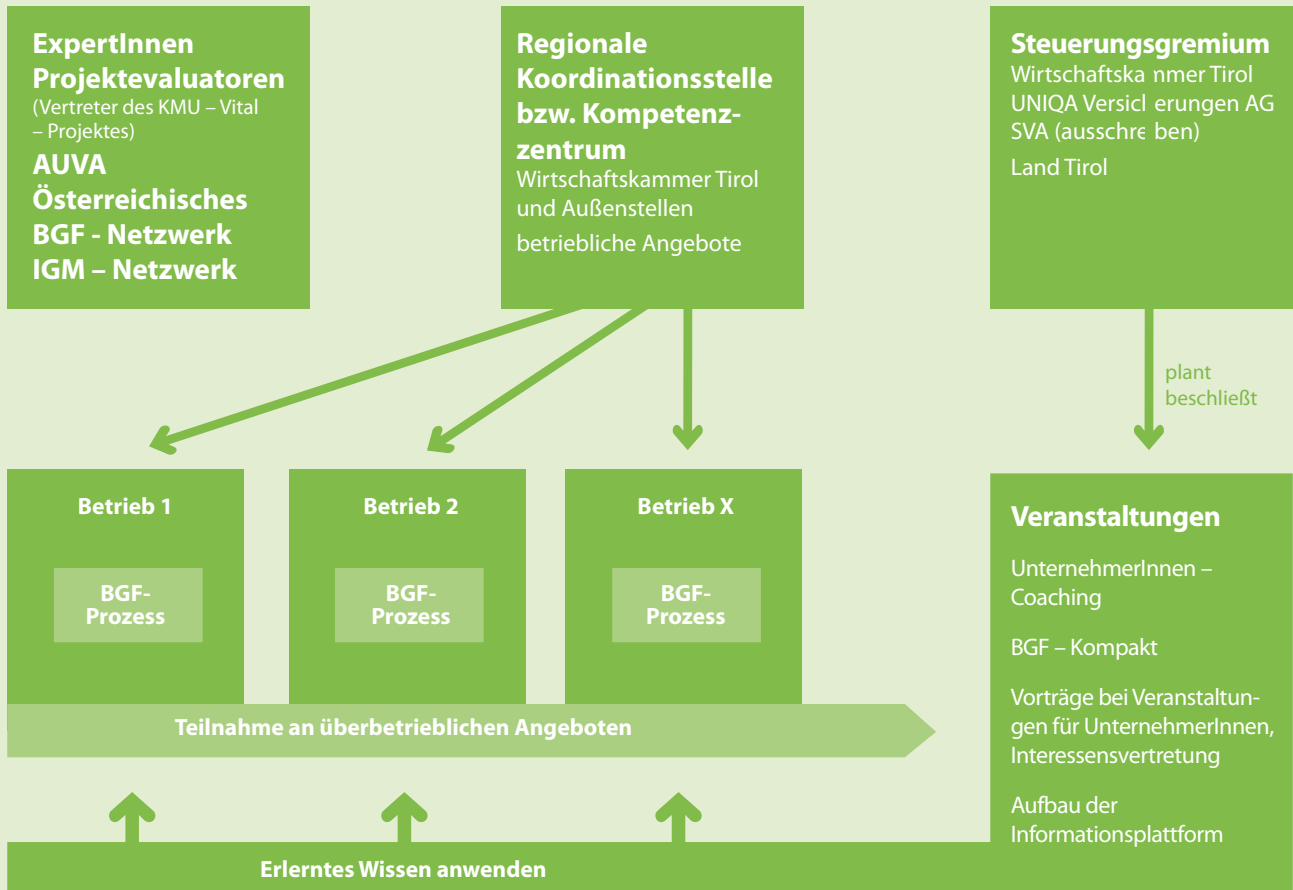 ExpertInnen
Projektevaluatoren
(Vertreter des KMU – Vital
– Projektes)
AUVA
Österreichisches
BGF - Netzwerk
IGM – Netzwerk
Regionale
Koordinationsstelle
bzw. Kompetenz-
zentrum
Wirtschaftskammer Tirol
und Außenstellen
betriebliche Angebote
Steuerungsgremium
Wirtschaftska nmer Tirol
UNIQA Versicl erungen AG
SVA (ausschre ben)
Land Tirol
plant
beschließt
Betrieb 1
BGF-
Prozess
Betrieb 2
BGF-
Prozess
Betrieb X
BGF-
Prozess
Teilnahme an überbetrieblichen Angeboten
Erlerntes Wissen anwenden
Veranstaltungen
UnternehmerInnen –
Coaching
BGF – Kompakt
Vorträge bei Veranstaltun-
gen für UnternehmerInnen,
Interessensvertretung
Aufbau der
Informationsplattform